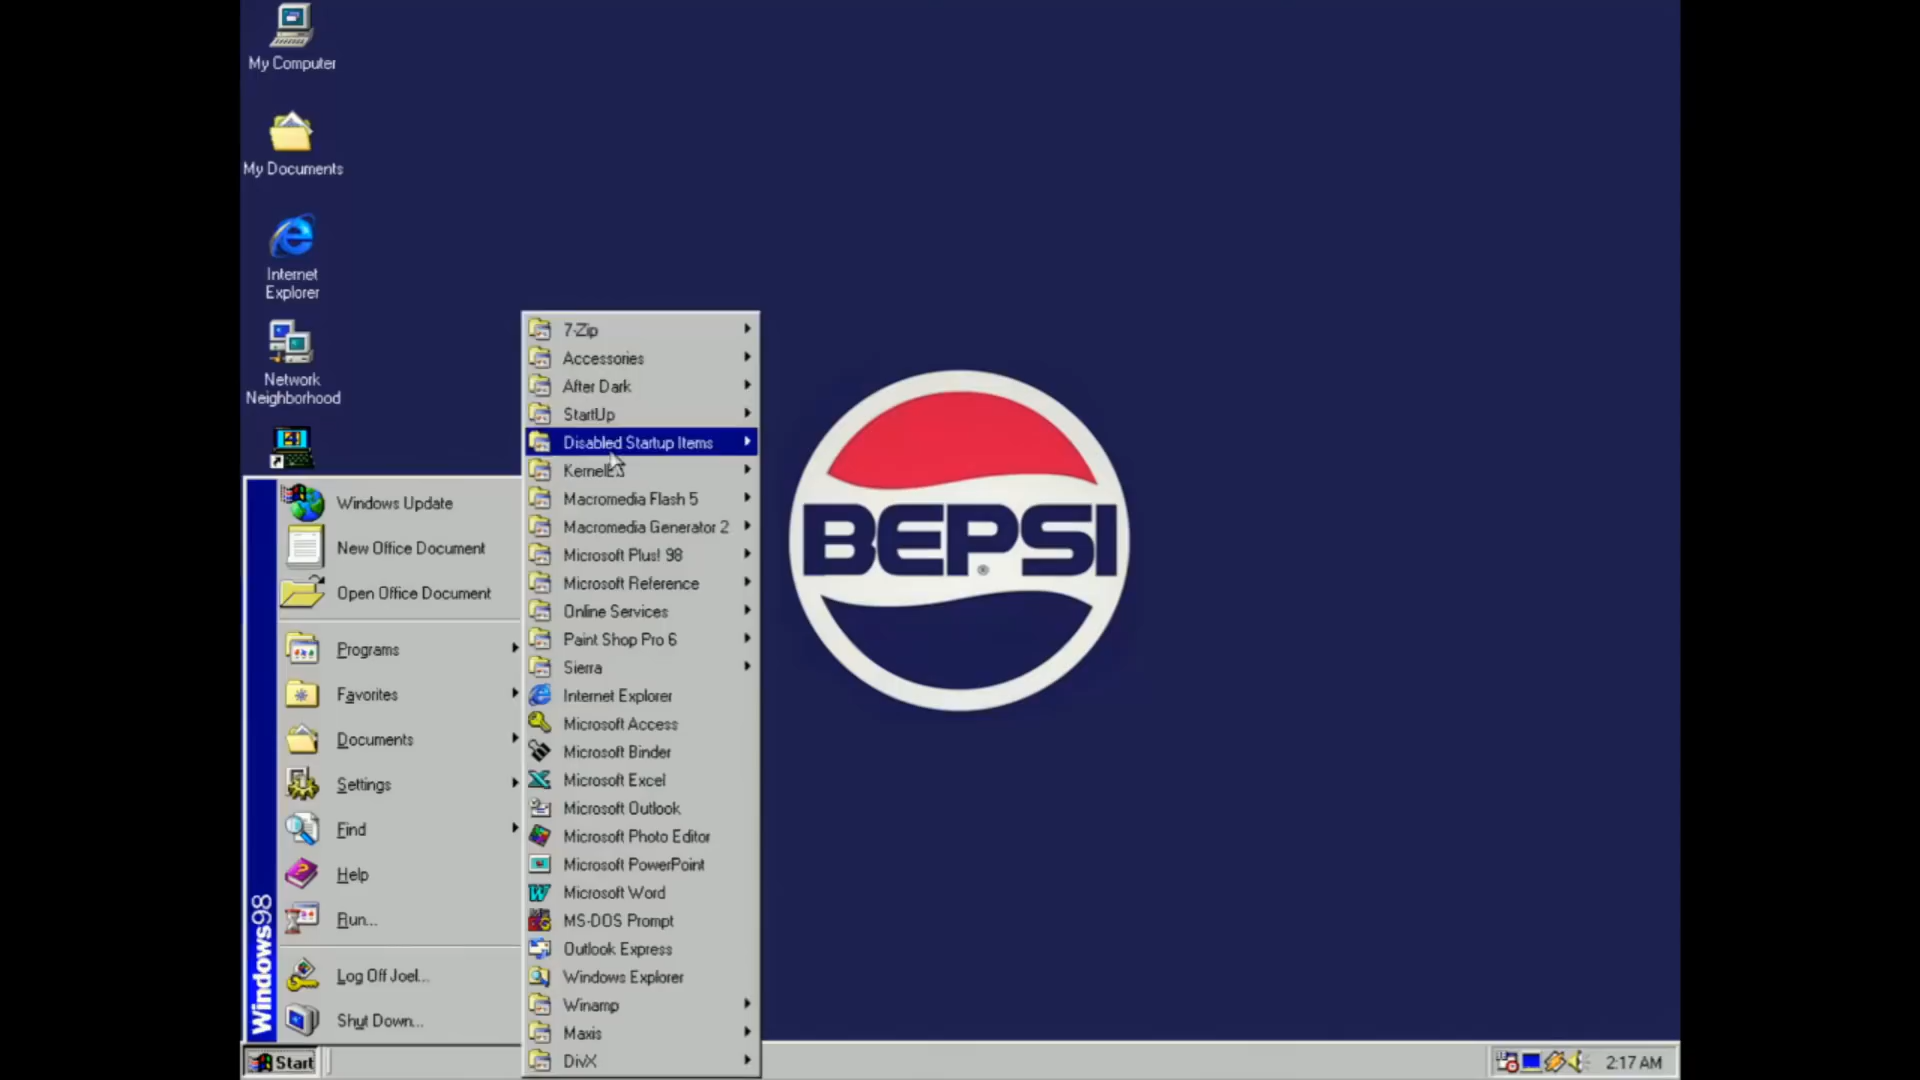 My Computer
My Documents
Internet
Explorer
Network
Neighborhood
Windows Update
New Office Document
Open Office Document
Programs
Favorites
Documents
Settings
Find
Help
Run...
Log Off Joel...
Shut Down...
Windows98
Start
7-Zip
Accessories
After Dark
StartUp
Disabled Startup Items
Macromedia Flash 5
Macromedia Generator 2
Microsoft Plus! 98
Microsoft Reference
Online Services
Paint Shop Pro 6
Sierra
Internet Explorer
Microsoft Access
Microsoft Binder
Microsoft Excel
Microsoft Outlook
Microsoft Photo Editor
Microsoft PowerPoint
Microsoft Word
MS-DOS Prompt
Outlook Express
Windows Explorer
Winamp
Maxis
DivX
BEPSI
®
2:17 AM